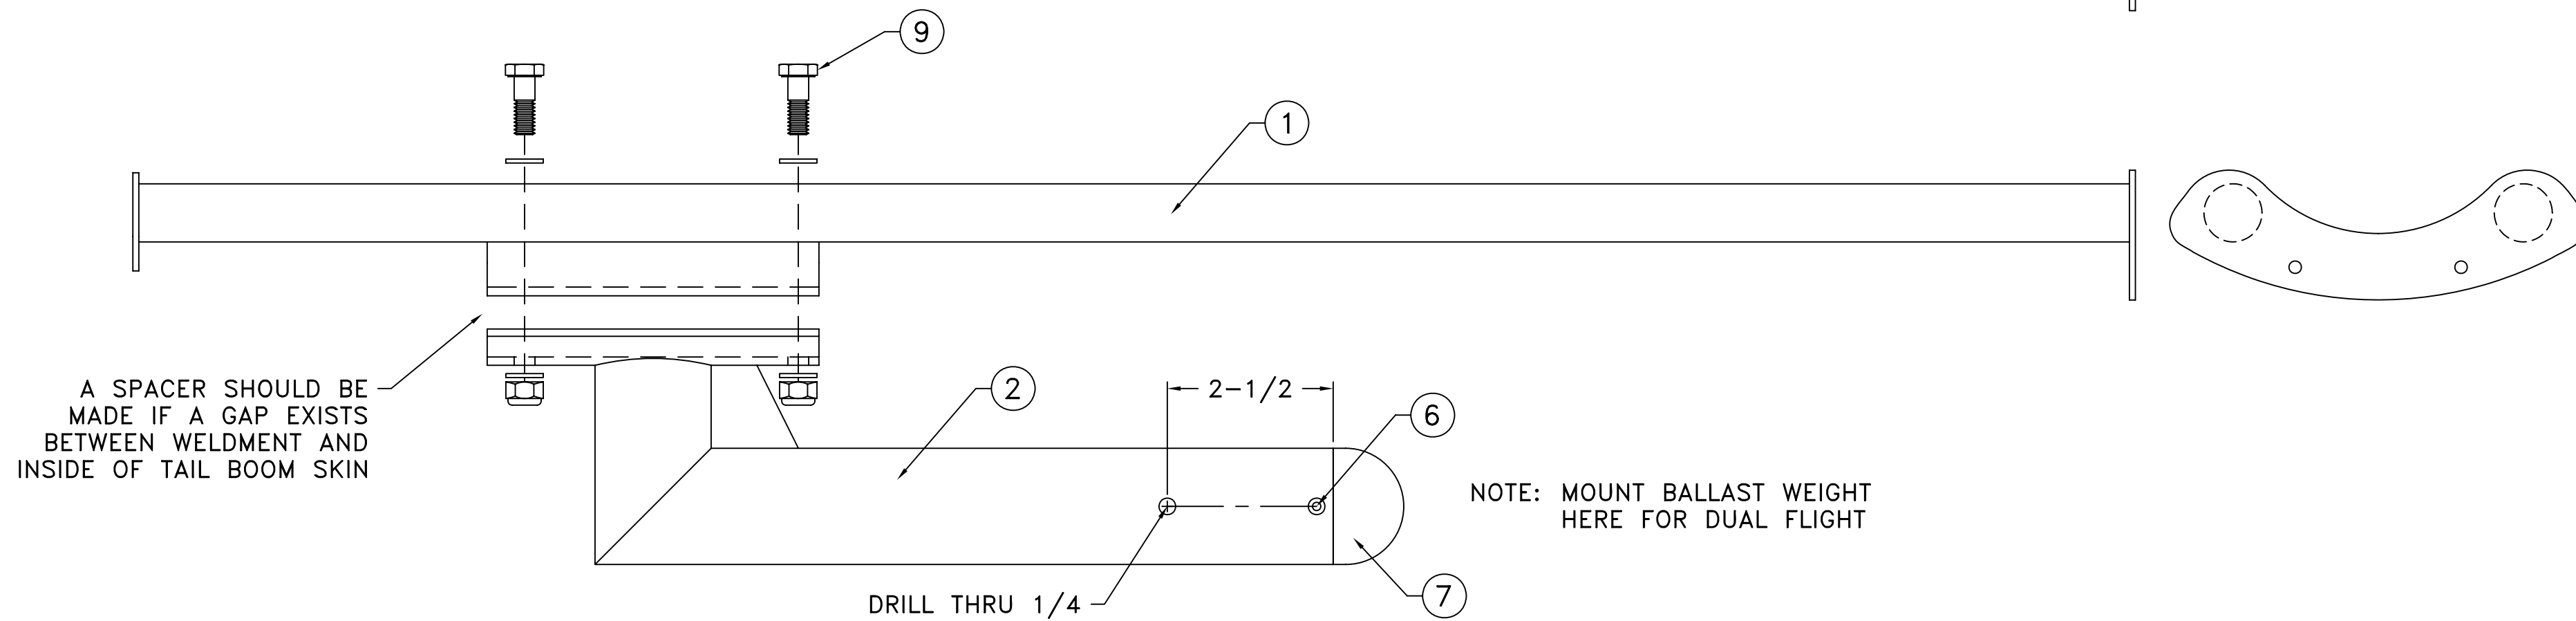 9
1
A SPACER SHOULD BE
MADE IF A GAP EXISTS
BETWEEN WELDMENT AND
INSIDE OF TAIL BOOM SKIN
2
2-1/2
6
NOTE: MOUNT BALLAST WEIGHT
HERE FOR DUAL FLIGHT
DRILL THRU 1/4
7